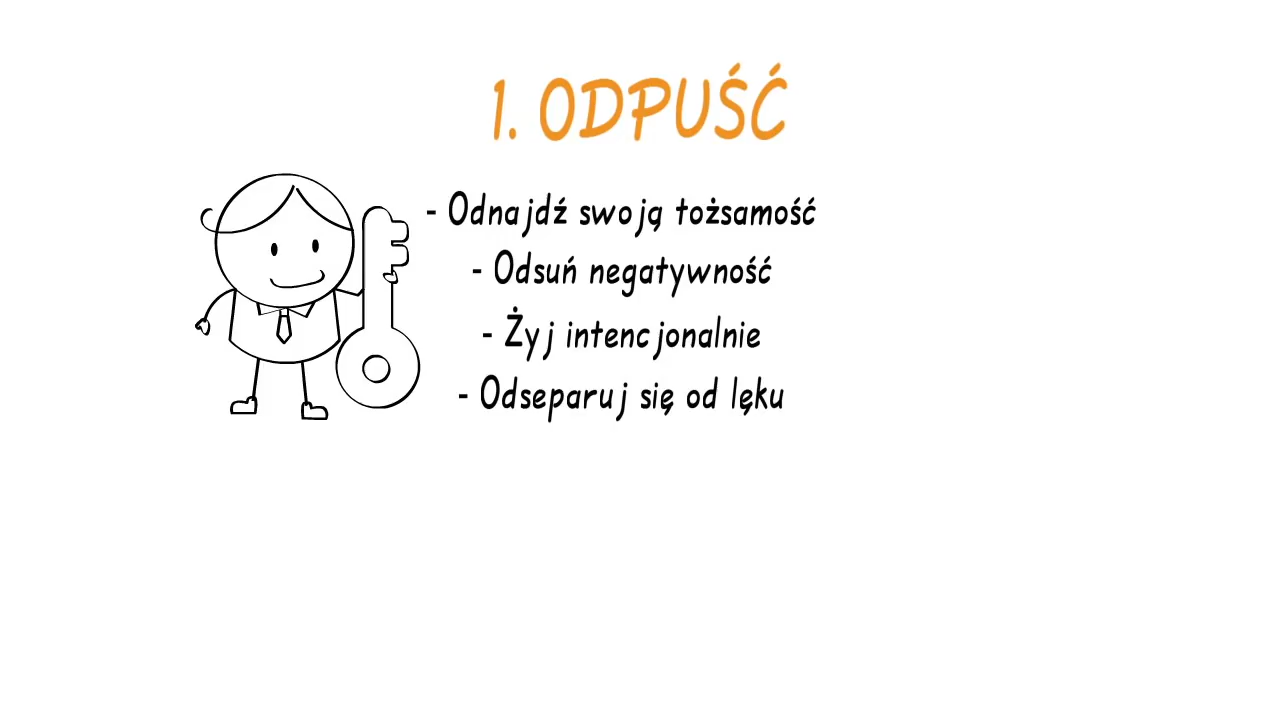 1. ODPUŚĆ
- Odnajdź swoją tożsamość
- Odsuń negatywność
- Żyj intencjonalnie
- Odseparuj się od lęku